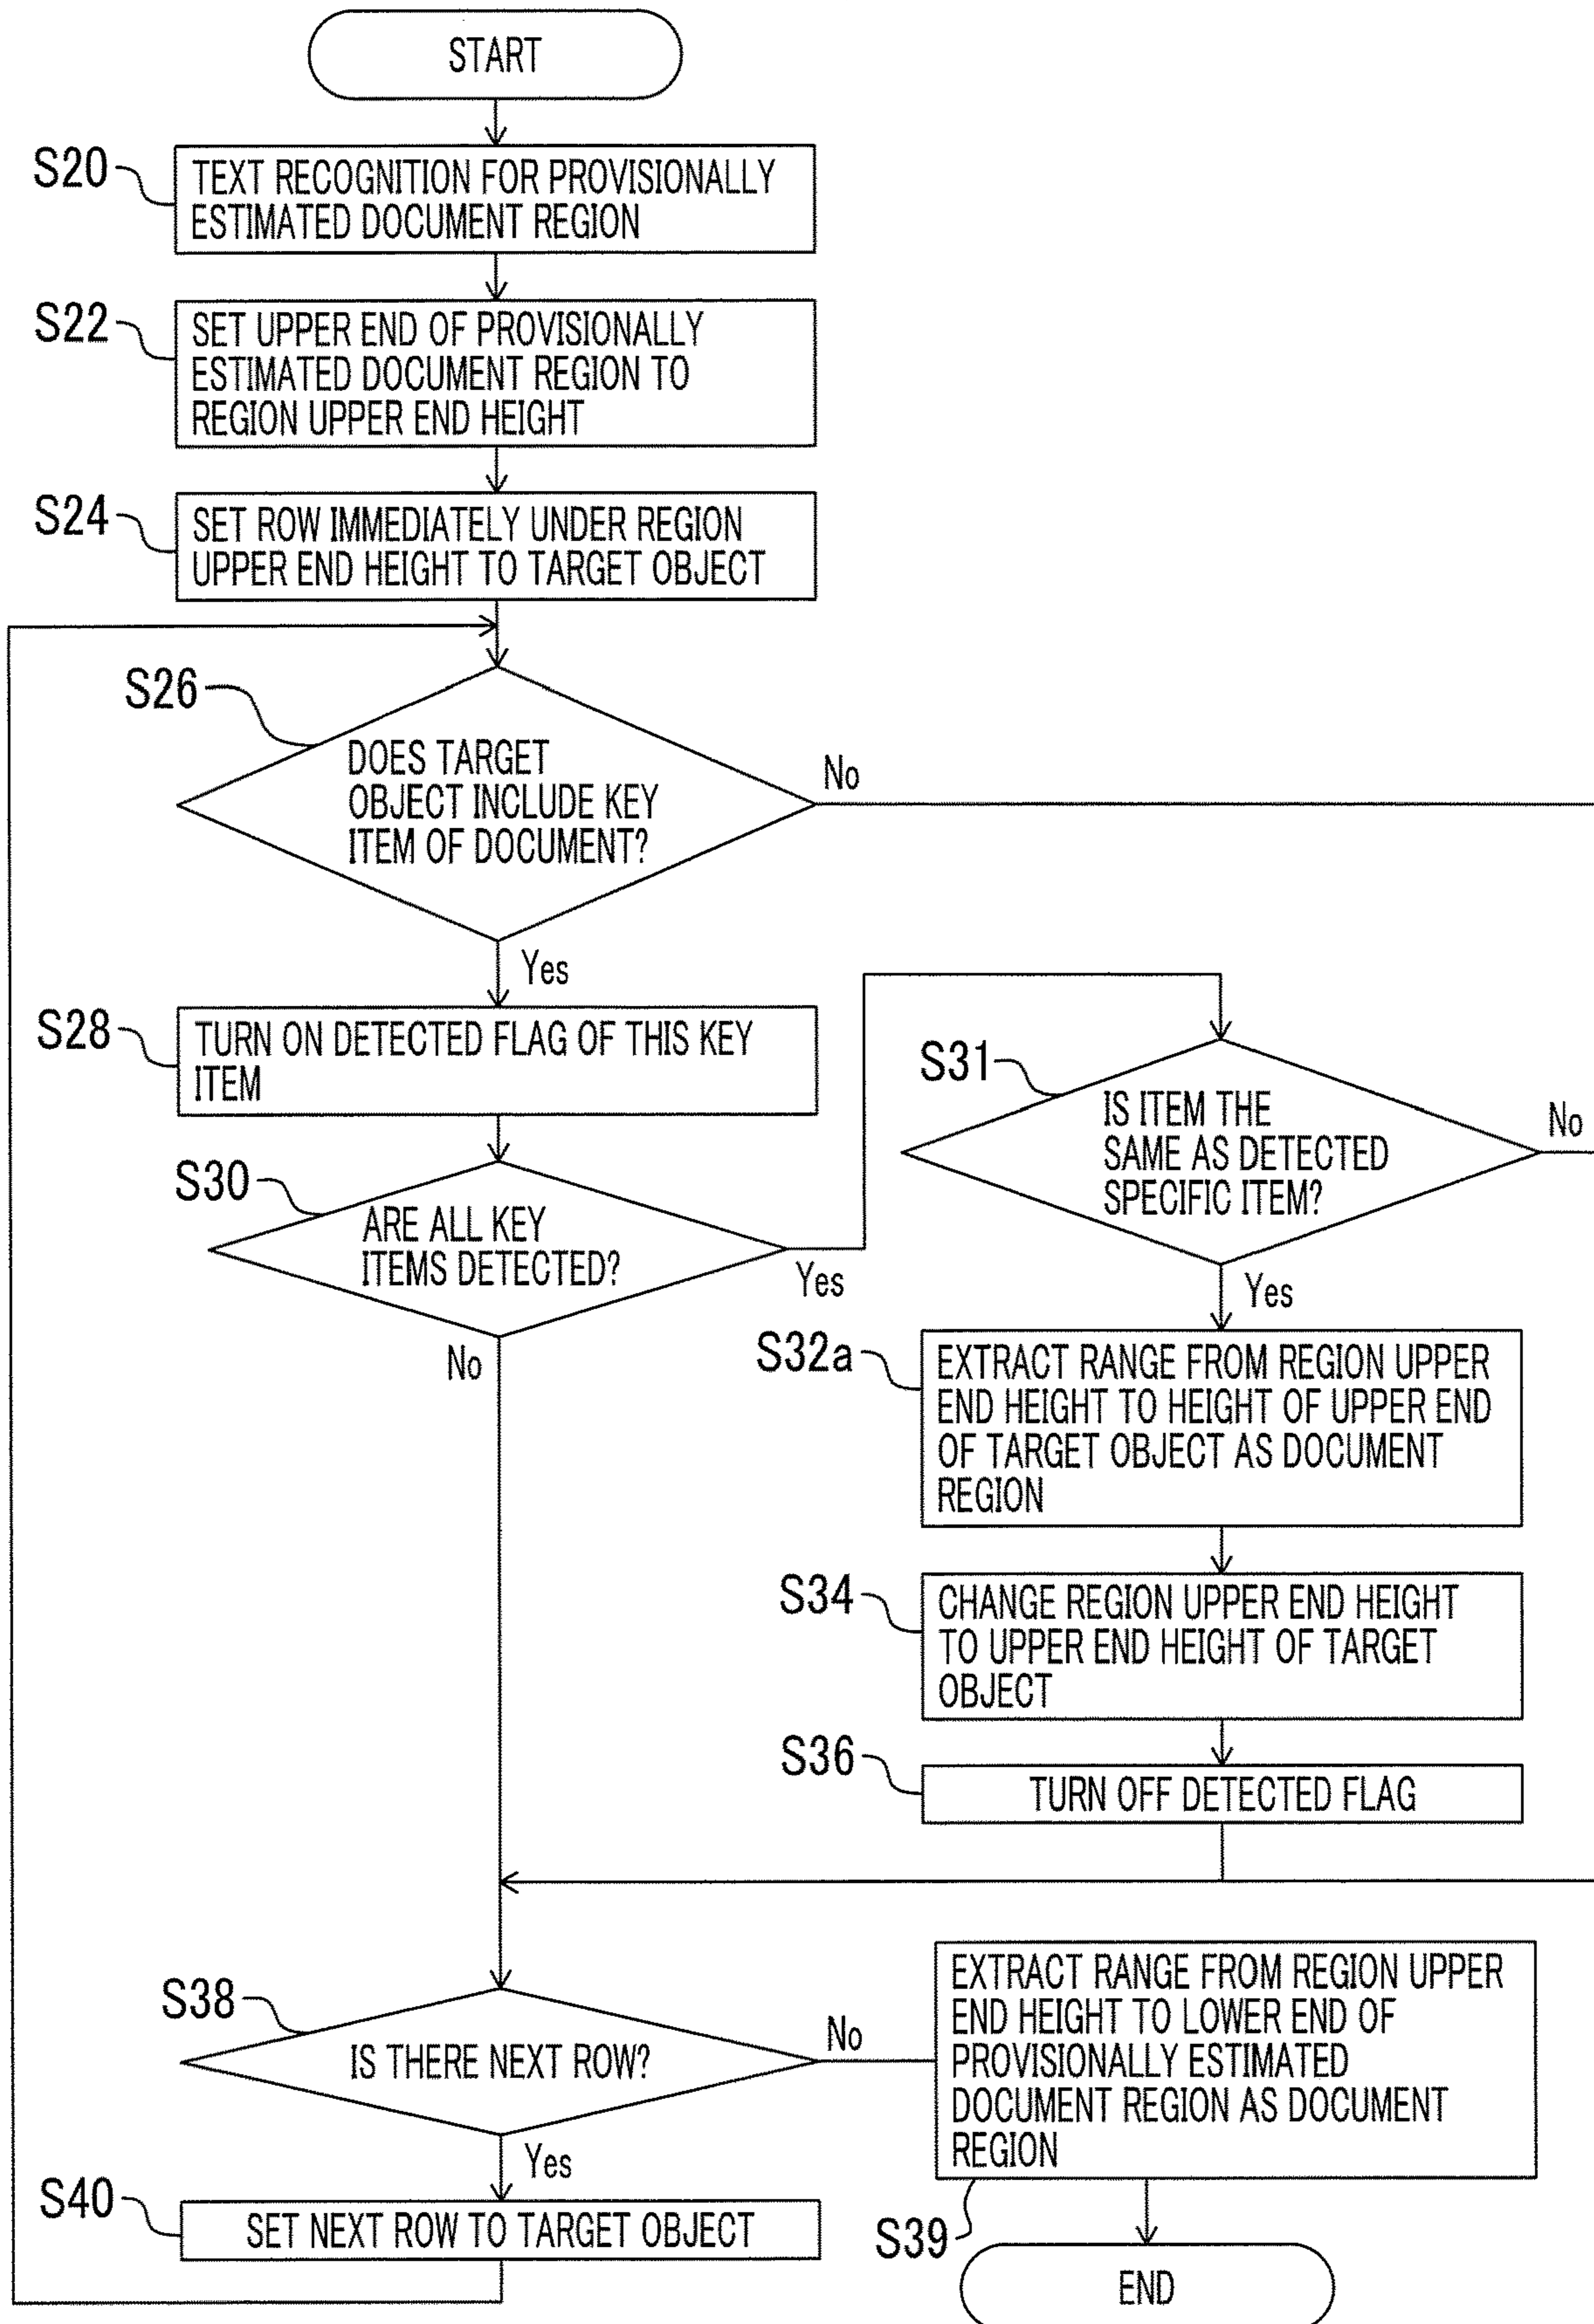 START
S20
TEXT RECOGNITION FOR PROVISIONALLY
ESTIMATED DOCUMENT REGION
S22
SET UPPER END OF PROVISIONALLY
ESTIMATED DOCUMENT REGION TO
REGION UPPER END HEIGHT
S24
SET ROW IMMEDIATELY UNDER REGION
UPPER END HEIGHT TO TARGET OBJECT
S26
DOES TARGET
OBJECT INCLUDE KEY
ITEM OF DOCUMENT?
No
Yes
S28
TURN ON DETECTED FLAG OF THIS KEY
ITEM
S30
ARE ALL KEY
ITEMS DETECTED?
Yes
No
S31
IS ITEM THE
SAME AS DETECTED
SPECIFIC ITEM?
No
Yes
S32a
EXTRACT RANGE FROM REGION UPPER
END HEIGHT TO HEIGHT OF UPPER END
OF TARGET OBJECT AS DOCUMENT
REGION
S34
CHANGE REGION UPPER END HEIGHT
TO UPPER END HEIGHT OF TARGET
OBJECT
S36
TURN OFF DETECTED FLAG
S38
IS THERE NEXT ROW?
No
Yes
EXTRACT RANGE FROM REGION UPPER
END HEIGHT TO LOWER END OF
PROVISIONALLY ESTIMATED
DOCUMENT REGION AS DOCUMENT
REGION
S39
S40
SET NEXT ROW TO TARGET OBJECT
END